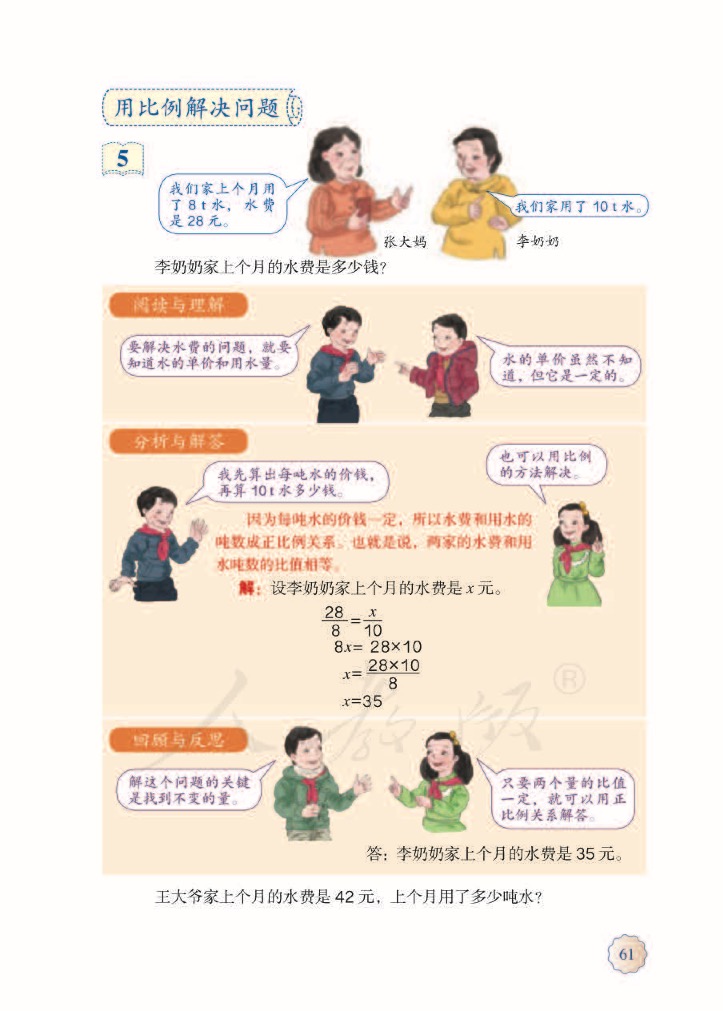 用比例解决问题
5
我们家上个月用
了 8 t 水，水费
是 28 元。
我们家用了 10 t 水。
张大妈
李奶奶
李奶奶家上个月的水费是多少钱？
阅读与理解
要解决水费的问题，就要
知道水的单价和用水量。
水的单价虽然不知
道，但它是一定的。
分析与解答
我先算出每吨水的价钱，
再算 10 t 水多少钱。
也可以用比例
的方法解决。
因为每吨水的价钱一定，所以水费和用水的
吨数成正比例关系。也就是说，两家的水费和用
水吨数的比值相等。
解：设李奶奶家上个月的水费是 x 元。
28/8 = x/10
8x= 28×10
x= 28×10/8
x=35
人教版®
回顾与反思
解这个问题的关键
是找到不变的量。
只要两个量的比值
一定，就可以用正
比例关系解答。
答：李奶奶家上个月的水费是 35 元。
王大爷家上个月的水费是 42 元，上个月用了多少吨水？
61